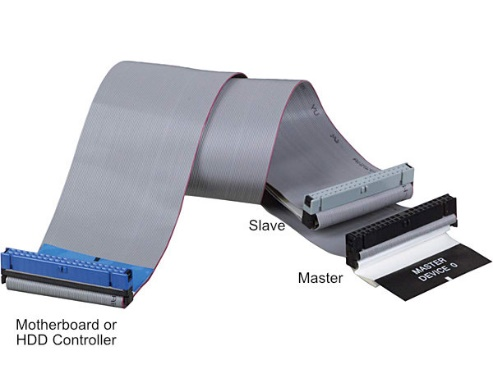 Slave
Master
MASTER
DEVICE 0
Motherboard or
HDD Controller